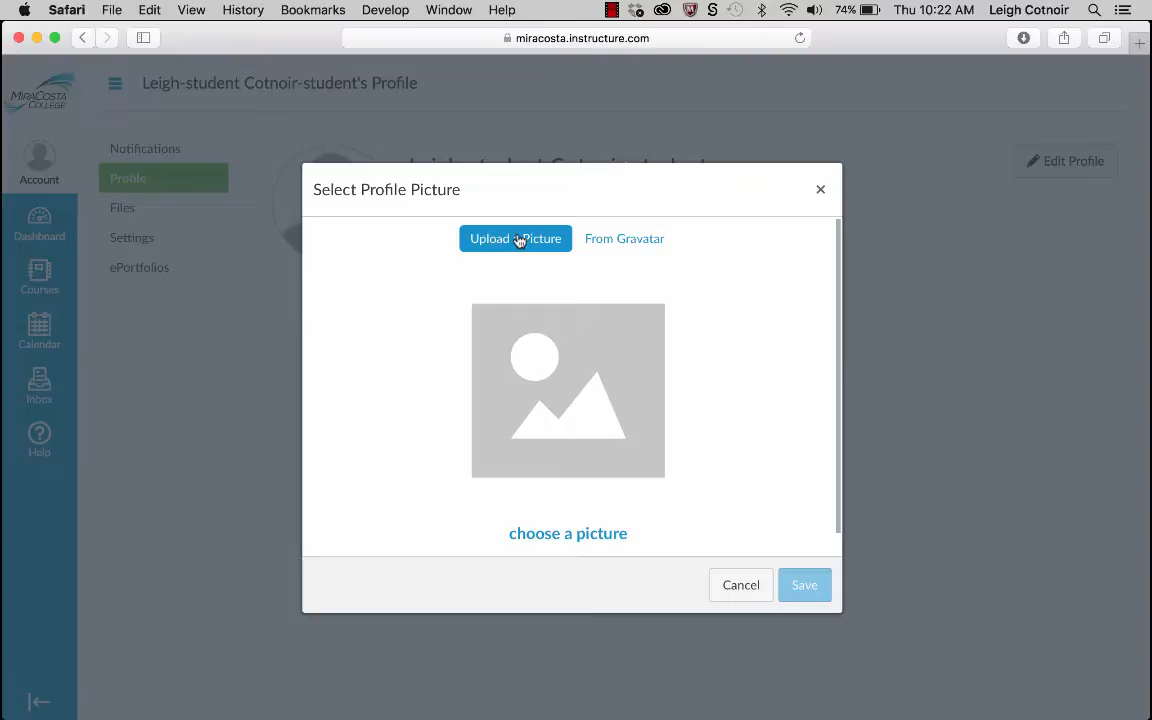 Safari File Edit View History Bookmarks Develop Window Help S 74% Thu 10:22 AM Leigh Cotnoir
miracosta.instructure.com
MIRACOSTA
COLLEGE
Leigh-student Cotnoir-student's Profile
Account
Dashboard
Courses
Calendar
Inbox
Help
Notifications
Profile
Files
Settings
ePortfolios
Edit Profile
Select Profile Picture
×
Upload Picture From Gravatar
choose a picture
Cancel Save